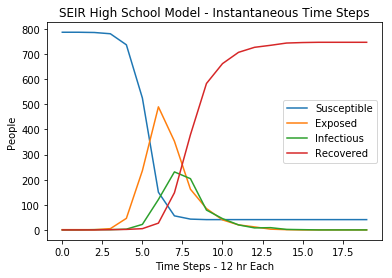 SEIR High School Model - Instantaneous Time Steps
800
700
600
500
400
300
200
100
0
People
Susceptible
Exposed
Infectious
Recovered
0.0 2.5 5.0 7.5 10.0 12.5 15.0 17.5
Time Steps - 12 hr Each